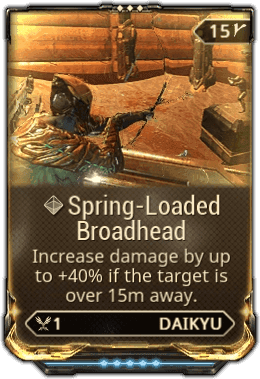 15
Spring-Loaded
Broadhead
Increase damage by up
to +40% if the target is
over 15m away.
1 DAIKYU